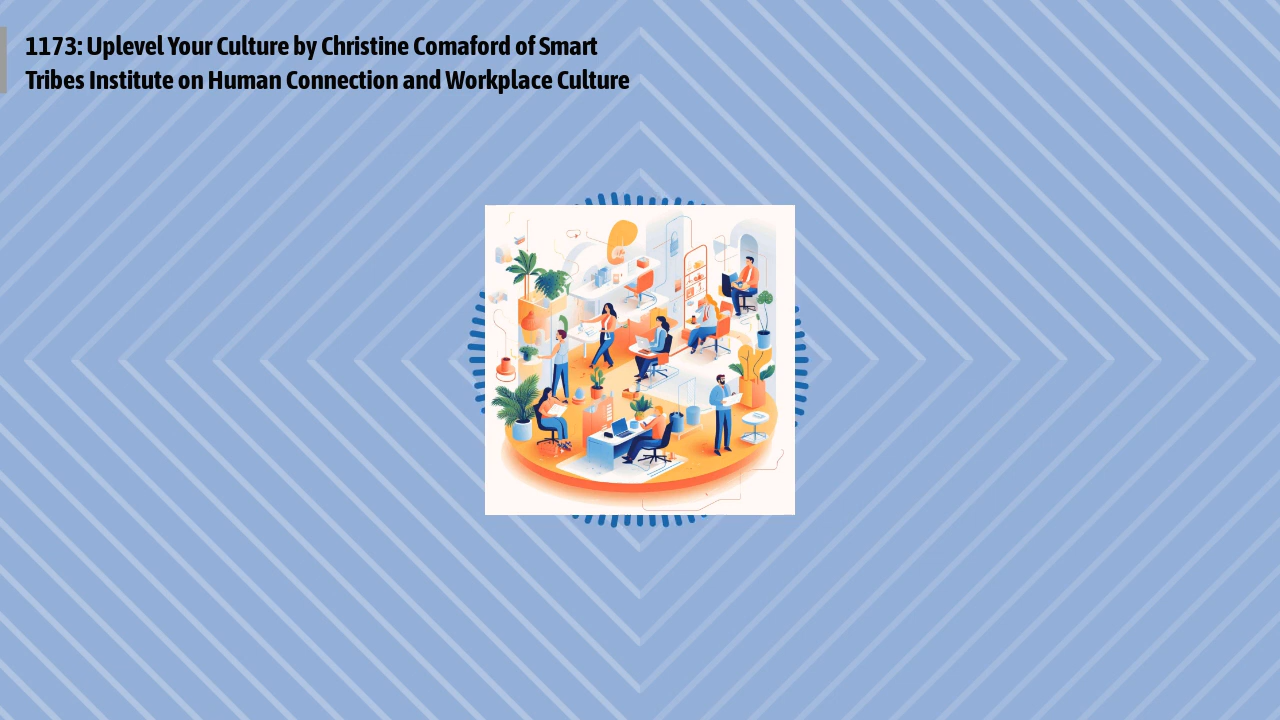 1173: Uplevel Your Culture by Christine Comaford of Smart
Tribes Institute on Human Connection and Workplace Culture